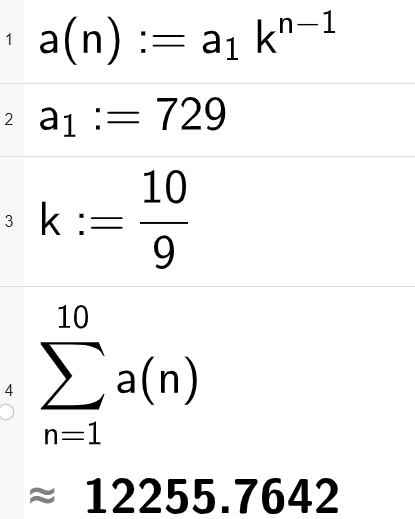 1 a(n) := a₁ kⁿ⁻¹
2 a₁ := 729
3 k := 10/9
10
4 ∑ a(n)
n=1
≈ 12255.7642